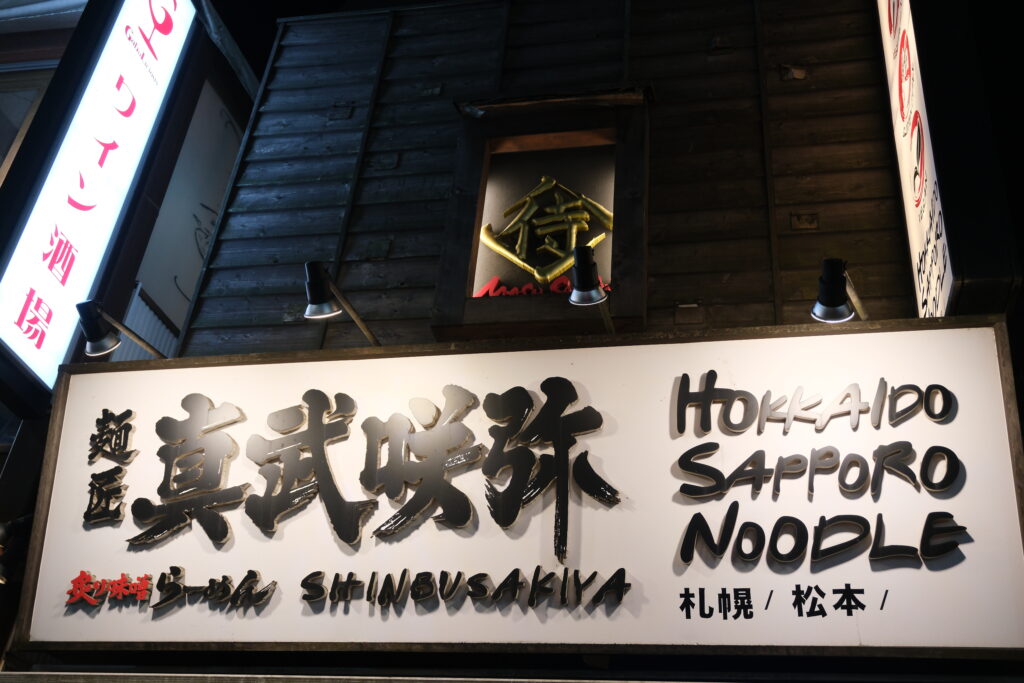 ワイン酒場
侍
麺匠
真武咲弥
炙り味噌らーめん SHINBUSAKIYA
HOKKAIDO
SAPPORO
NOODLE
札幌 / 松本 /